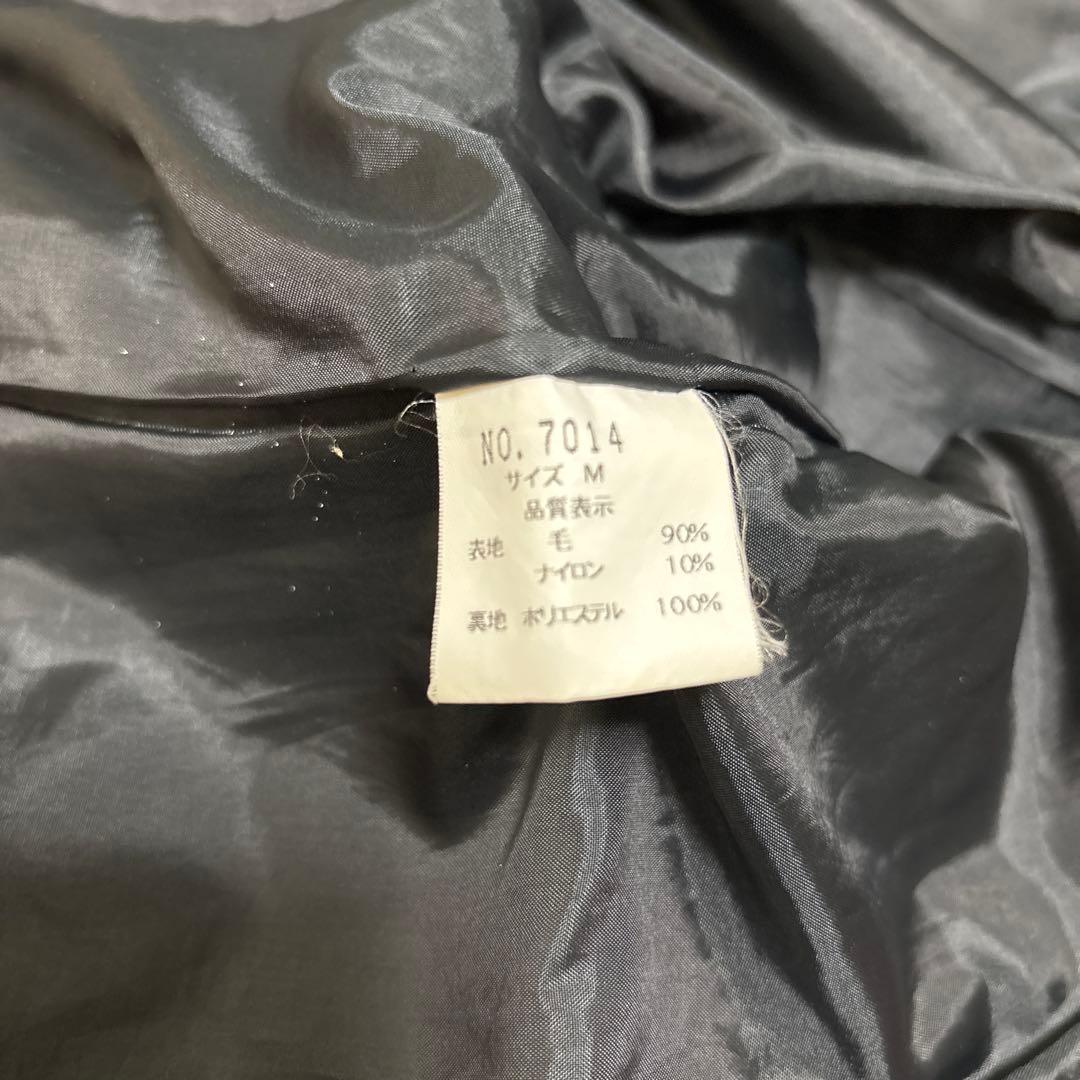 NO. 7014
サイズ M
品質表示
表地 毛 90%
ナイロン 10%
裏地 ポリエステル 100%